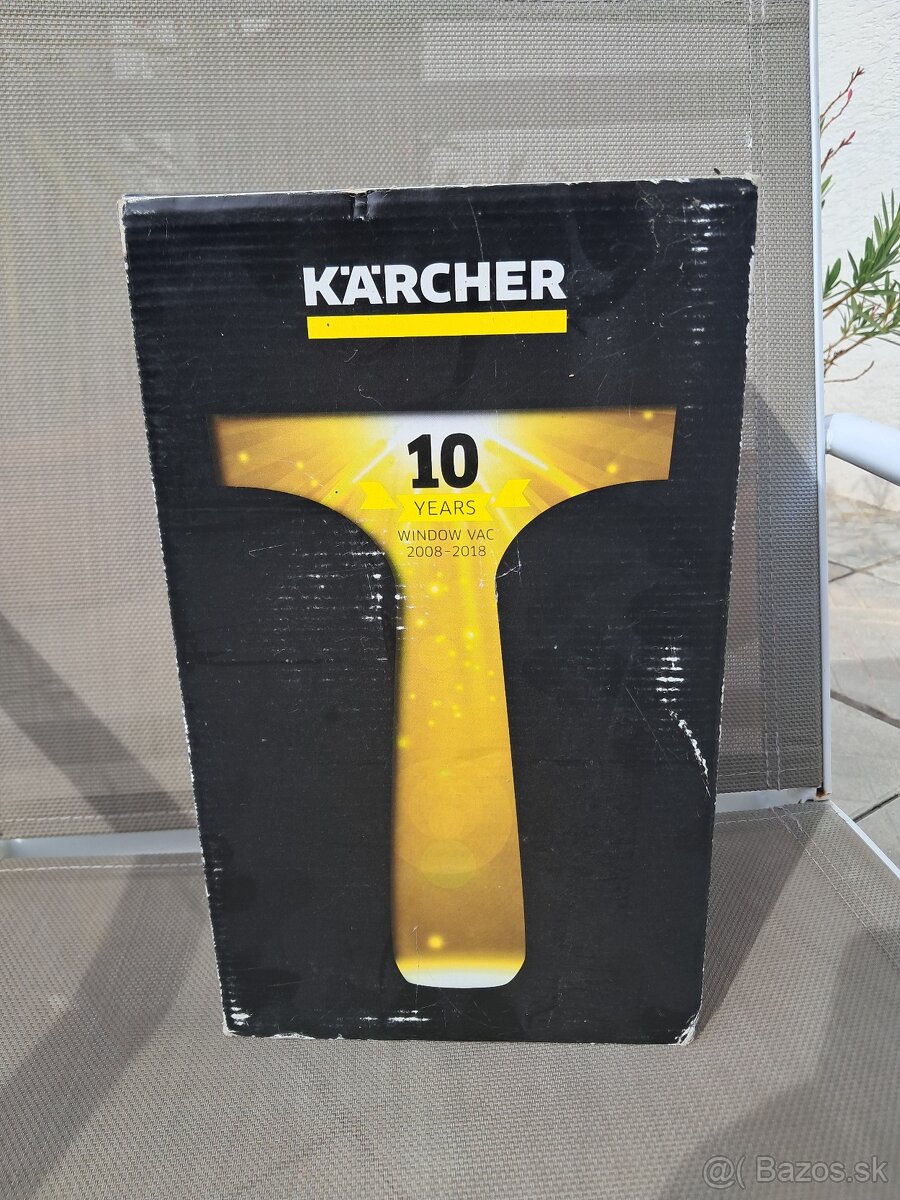 KÄRCHER
10
YEARS
WINDOW VAC
2008-2018
@( Bazos.sk